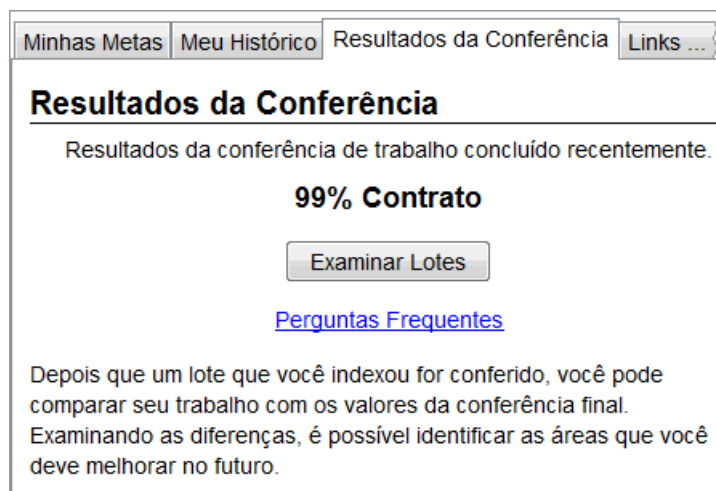 Minhas Metas Meu Histórico Resultados da Conferência Links ...
Resultados da Conferência
Resultados da conferência de trabalho concluído recentemente.
99% Contrato
Examinar Lotes
Perguntas Frequentes
Depois que um lote que você indexou for conferido, você pode
comparar seu trabalho com os valores da conferência final.
Examinando as diferenças, é possível identificar as áreas que você
deve melhorar no futuro.